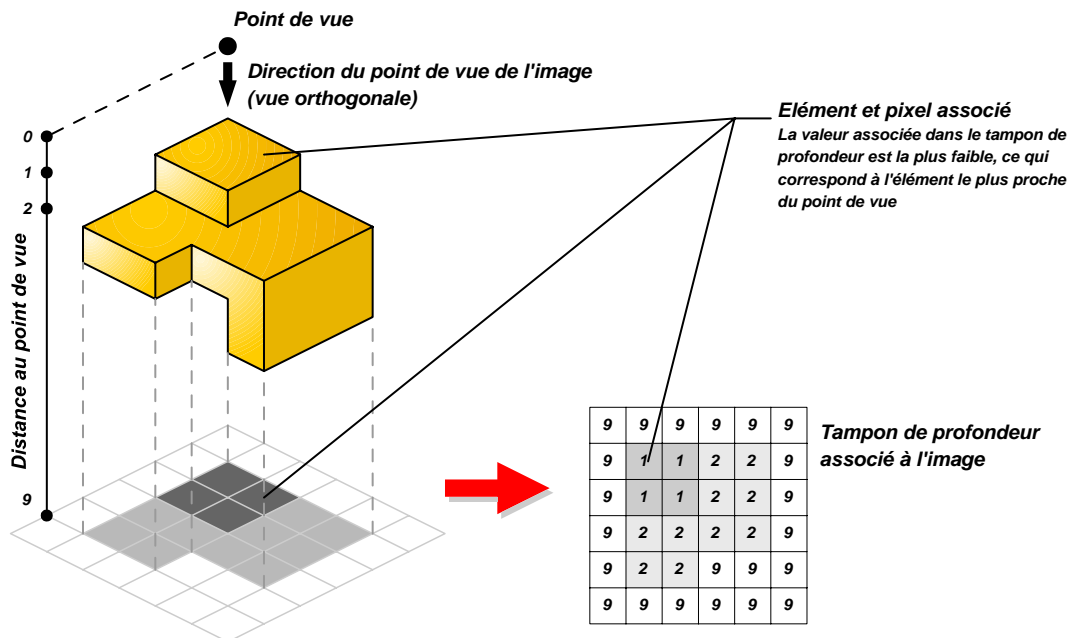 Point de vue
Direction du point de vue de l'image
(vue orthogonale)
Elément et pixel associé
La valeur associée dans le tampon de
profondeur est la plus faible, ce qui
correspond à l'élément le plus proche
du point de vue
0
1
2
9
Distance au point de vue
Tampon de profondeur
associé à l'image
9 9 9 9 9 9
9 1 1 2 2 9
9 1 1 2 2 9
9 2 2 2 2 9
9 2 2 9 9 9
9 9 9 9 9 9